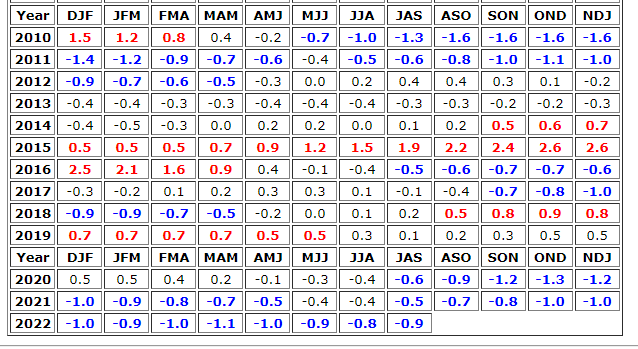 Year DJF JFM FMA MAM AMJ MJJ JJA JAS ASO SON OND NDJ
2010 1.5 1.2 0.8 0.4 -0.2 -0.7 -1.0 -1.3 -1.6 -1.6 -1.6 -1.6
2011 -1.4 -1.2 -0.9 -0.7 -0.6 -0.4 -0.5 -0.6 -0.8 -1.0 -1.1 -1.0
2012 -0.9 -0.7 -0.6 -0.5 -0.3 0.0 0.2 0.4 0.4 0.3 0.1 -0.2
2013 -0.4 -0.4 -0.3 -0.3 -0.4 -0.4 -0.4 -0.3 -0.3 -0.2 -0.2 -0.3
2014 -0.4 -0.5 -0.3 0.0 0.2 0.2 0.0 0.1 0.2 0.5 0.6 0.7
2015 0.5 0.5 0.5 0.7 0.9 1.2 1.5 1.9 2.2 2.4 2.6 2.6
2016 2.5 2.1 1.6 0.9 0.4 -0.1 -0.4 -0.5 -0.6 -0.7 -0.7 -0.6
2017 -0.3 -0.2 0.1 0.2 0.3 0.3 0.1 -0.1 -0.4 -0.7 -0.8 -1.0
2018 -0.9 -0.9 -0.7 -0.5 -0.2 0.0 0.1 0.2 0.5 0.8 0.9 0.8
2019 0.7 0.7 0.7 0.7 0.5 0.5 0.3 0.1 0.2 0.3 0.5 0.5
Year DJF JFM FMA MAM AMJ MJJ JJA JAS ASO SON OND NDJ
2020 0.5 0.5 0.4 0.2 -0.1 -0.3 -0.4 -0.6 -0.9 -1.2 -1.3 -1.2
2021 -1.0 -0.9 -0.8 -0.7 -0.5 -0.4 -0.4 -0.5 -0.7 -0.8 -1.0 -1.0
2022 -1.0 -0.9 -1.0 -1.1 -1.0 -0.9 -0.8 -0.9